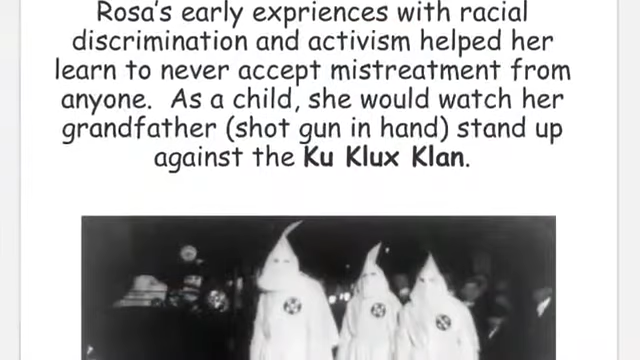 Rosa's early expriences with racial
discrimination and activism helped her
learn to never accept mistreatment from
anyone.  As a child, she would watch her
grandfather (shot gun in hand) stand up
against the Ku Klux Klan.